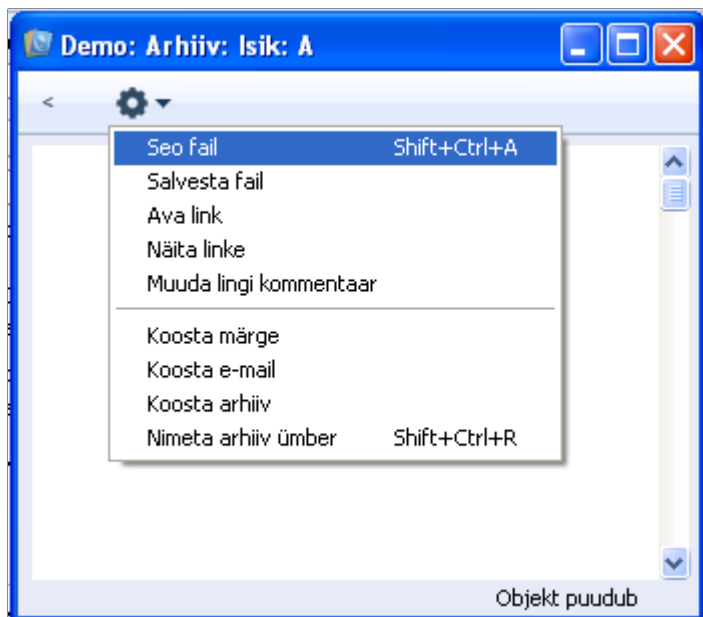 Demo: Arhiiv: Isik: A
<
Seo fail Shift+Ctrl+A
Salvesta fail
Ava link
Näita linke
Muuda lingi kommentaar
Koosta märge
Koosta e-mail
Koosta arhiiv
Nimeta arhiiv ümber Shift+Ctrl+R
Objekt puudub